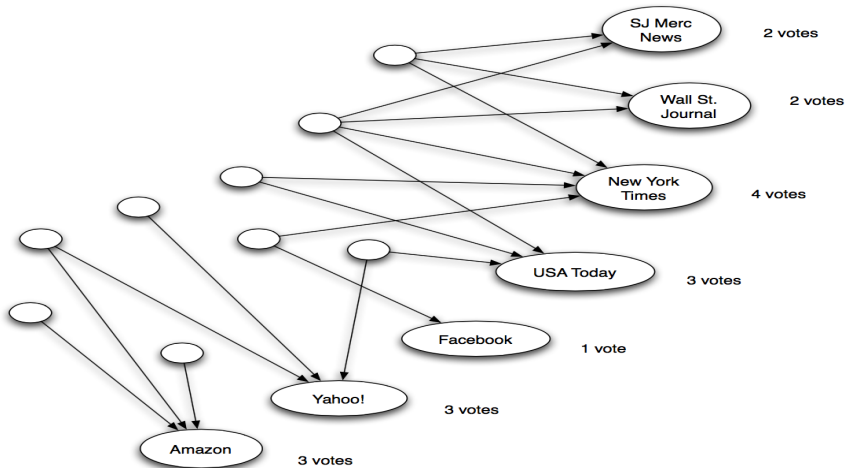 SJ Merc
News
2 votes
Wall St.
Journal
2 votes
New York
Times
4 votes
USA Today
3 votes
Facebook
1 vote
Yahoo!
3 votes
Amazon
3 votes